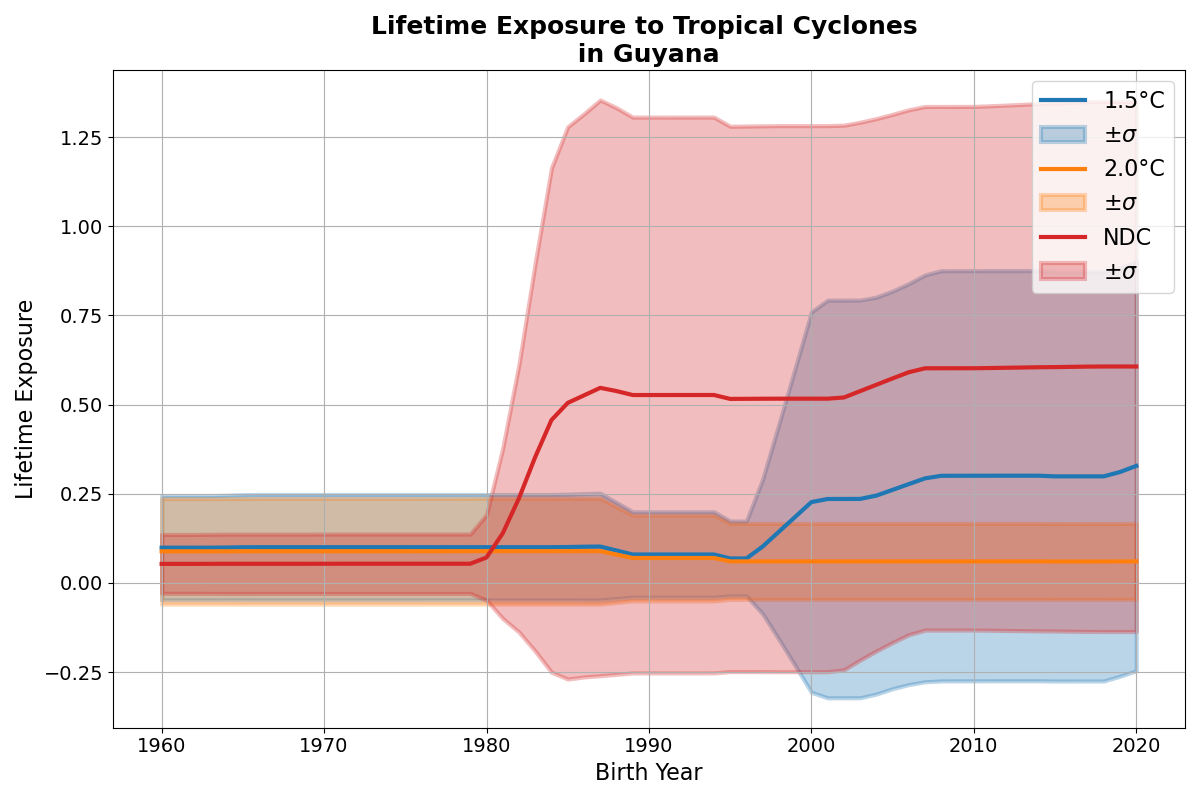 Lifetime Exposure to Tropical Cyclones
in Guyana
1.5°C
±σ
2.0°C
±σ
NDC
±σ
Lifetime Exposure
1.25
1.00
0.75
0.50
0.25
0.00
−0.25
1960
1970
1980
1990
2000
2010
2020
Birth Year